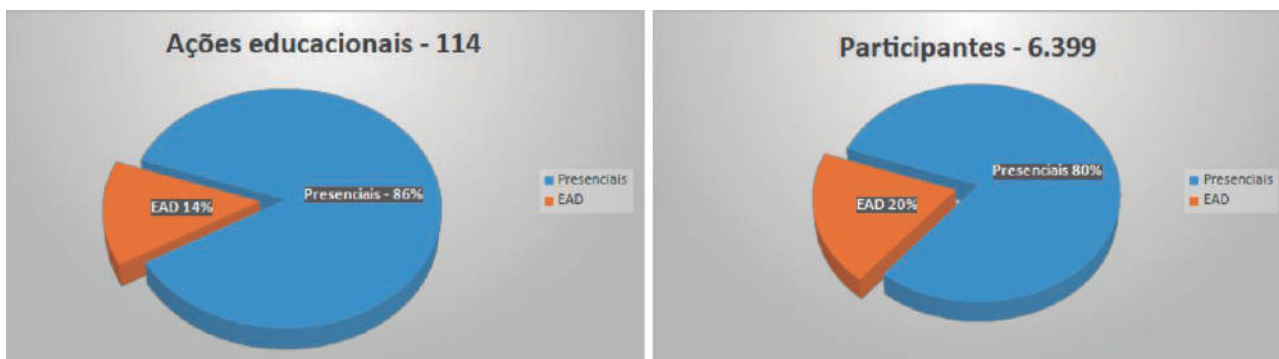 Ações educacionais - 114
Presenciais - 86%
EAD 14%
Presenciais
EAD
Participantes - 6.399
Presenciais 80%
EAD 20%
Presenciais
EAD